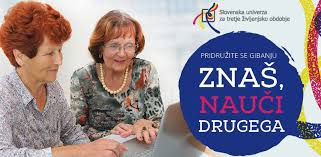 Slovenska univerza
za tretje življenjsko obdobje
PRIDRUŽITE SE GIBANJU
ZNAŠ,
NAUČI
DRUGEGA